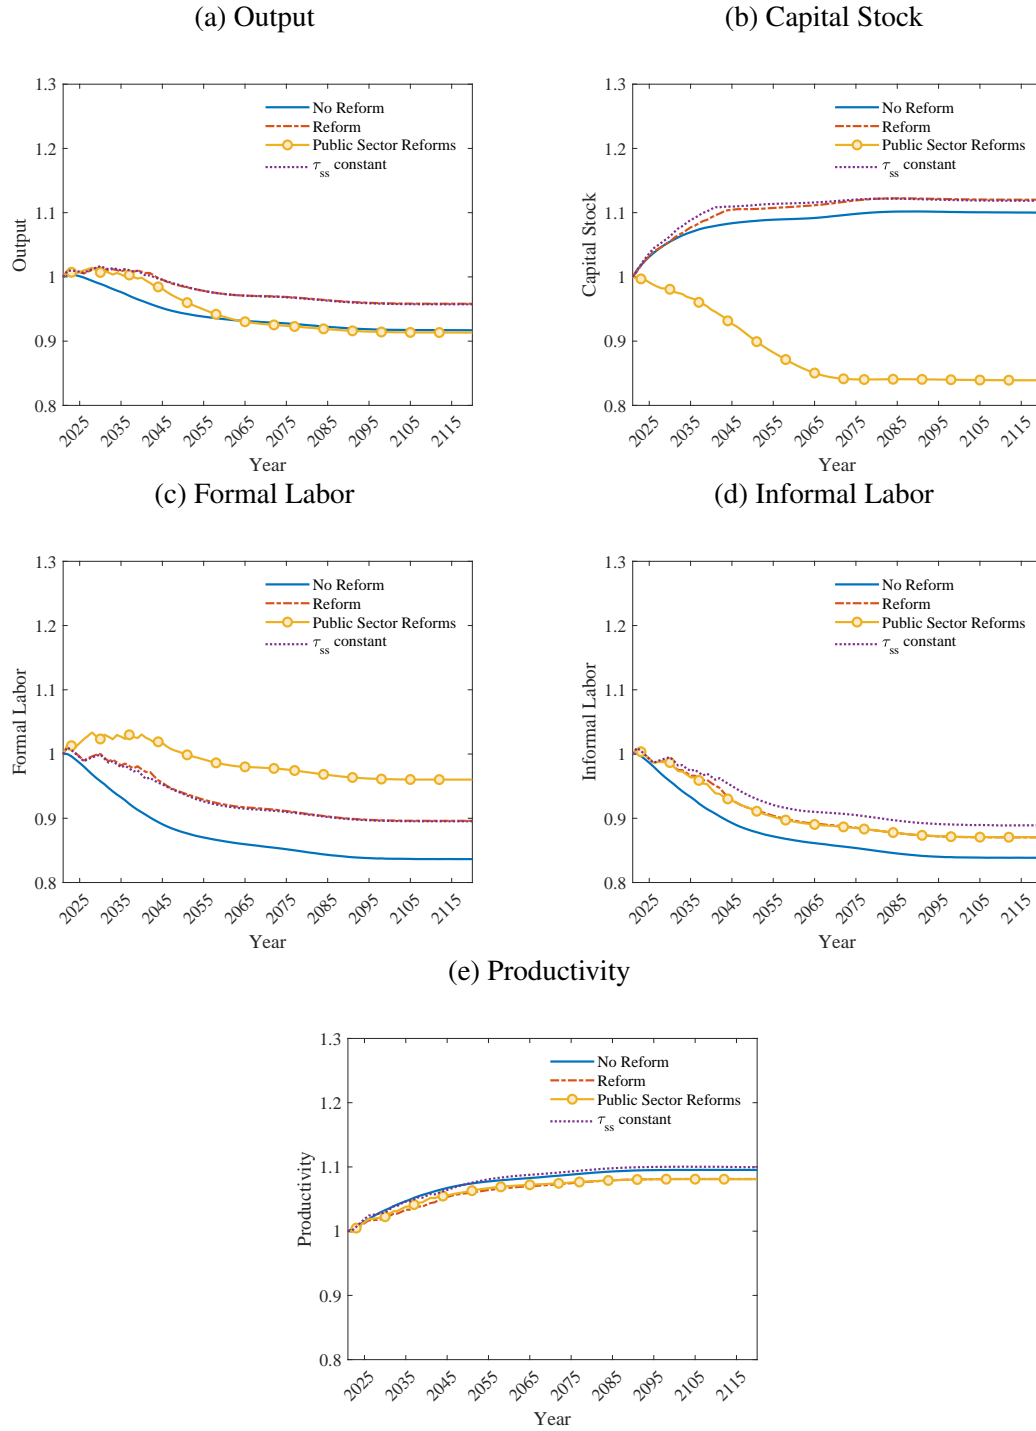 (a) Output
(b) Capital Stock
1.3
1.2
1.1
1
0.9
0.8
Output
No Reform
Reform
Public Sector Reforms
τss constant
2025 2035 2045 2055 2065 2075 2085 2095 2105 2115
Year
1.3
1.2
1.1
1
0.9
0.8
Capital Stock
No Reform
Reform
Public Sector Reforms
τss constant
2025 2035 2045 2055 2065 2075 2085 2095 2105 2115
Year
(c) Formal Labor
(d) Informal Labor
1.3
1.2
1.1
1
0.9
0.8
Formal Labor
No Reform
Reform
Public Sector Reforms
τss constant
2025 2035 2045 2055 2065 2075 2085 2095 2105 2115
Year
1.3
1.2
1.1
1
0.9
0.8
Informal Labor
No Reform
Reform
Public Sector Reforms
τss constant
2025 2035 2045 2055 2065 2075 2085 2095 2105 2115
Year
(e) Productivity
1.3
1.2
1.1
1
0.9
0.8
Productivity
No Reform
Reform
Public Sector Reforms
τss constant
2025 2035 2045 2055 2065 2075 2085 2095 2105 2115
Year